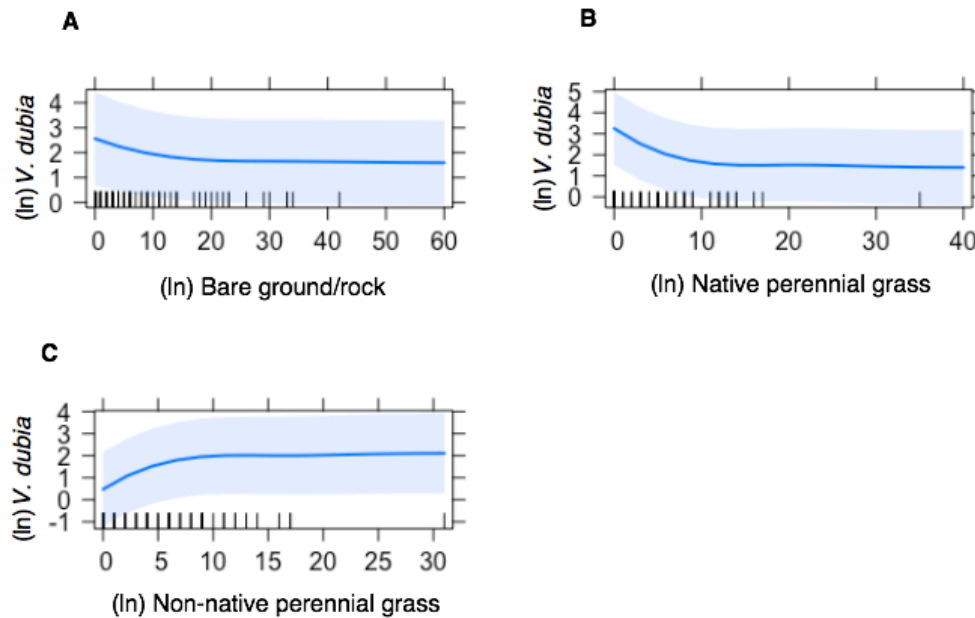 A
(ln) V. dubia
4
3
2
1
0
0 10 20 30 40 50 60
(ln) Bare ground/rock
B
(ln) V. dubia
5
4
3
2
1
0
0 10 20 30 40
(ln) Native perennial grass
C
(ln) V. dubia
4
3
2
1
0
-1
0 5 10 15 20 25 30
(ln) Non-native perennial grass